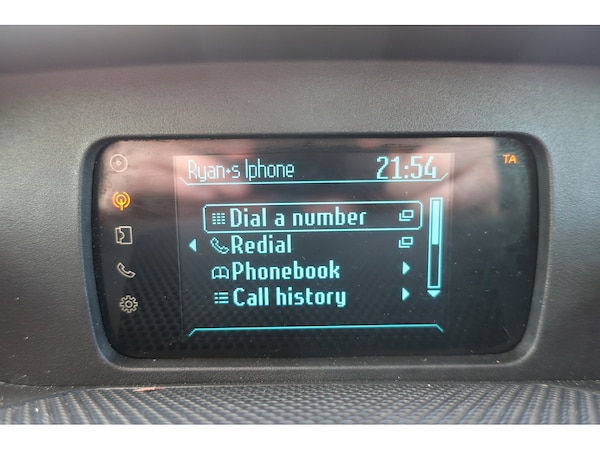 Ryan+s Iphone 21:54
TA
Dial a number
Redial
Phonebook
Call history